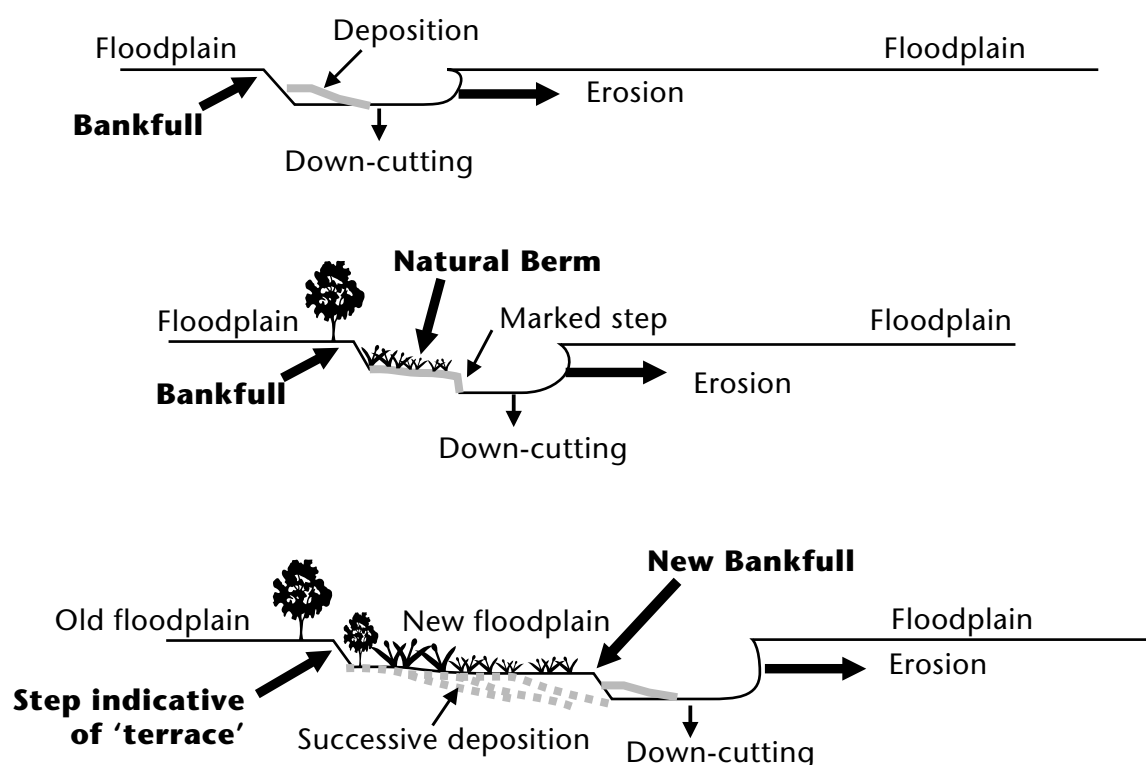 Deposition
Floodplain
Floodplain
Erosion
Bankfull
Down-cutting
Natural Berm
Marked step
Floodplain
Floodplain
Erosion
Bankfull
Down-cutting
New Bankfull
Old floodplain
New floodplain
Floodplain
Erosion
Step indicative
of ‘terrace’
Successive deposition
Down-cutting